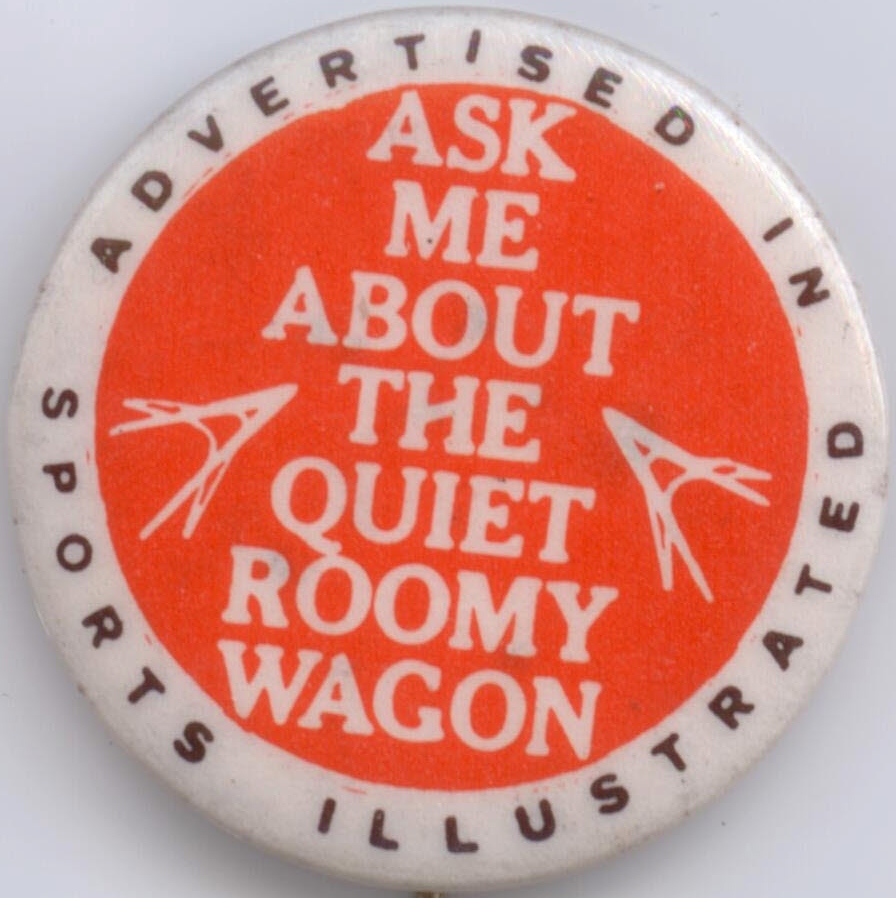 ADVERTISED IN
SPORTS ILLUSTRATED
ASK
ME
ABOUT
THE
QUIET
ROOMY
WAGON